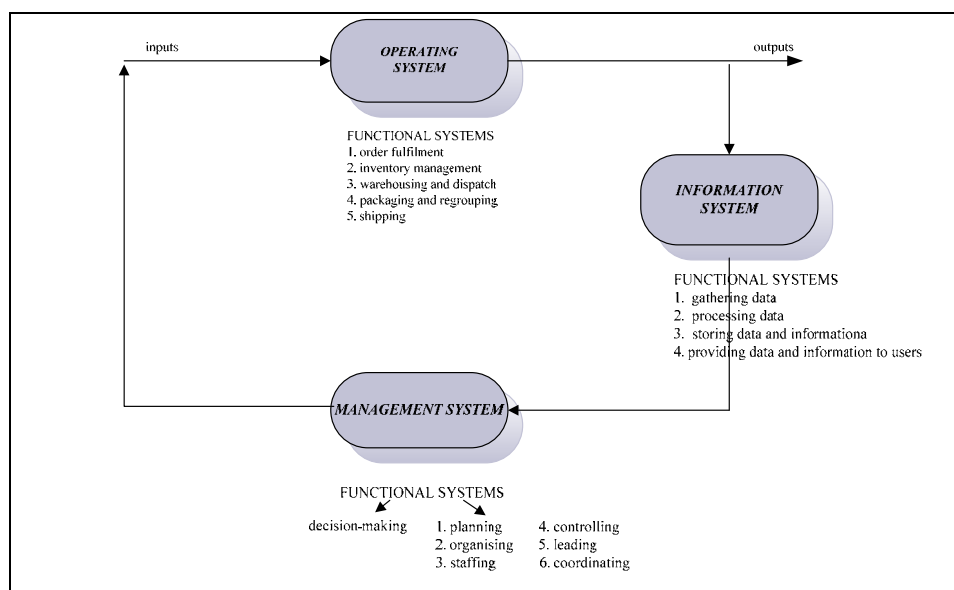 inputs
OPERATING
SYSTEM
outputs
FUNCTIONAL SYSTEMS
1. order fulfilment
2. inventory management
3. warehousing and dispatch
4. packaging and regrouping
5. shipping
INFORMATION
SYSTEM
FUNCTIONAL SYSTEMS
1. gathering data
2. processing data
3. storing data and informationa
4. providing data and information to users
MANAGEMENT SYSTEM
FUNCTIONAL SYSTEMS
decision-making
1. planning
2. organising
3. staffing
4. controlling
5. leading
6. coordinating